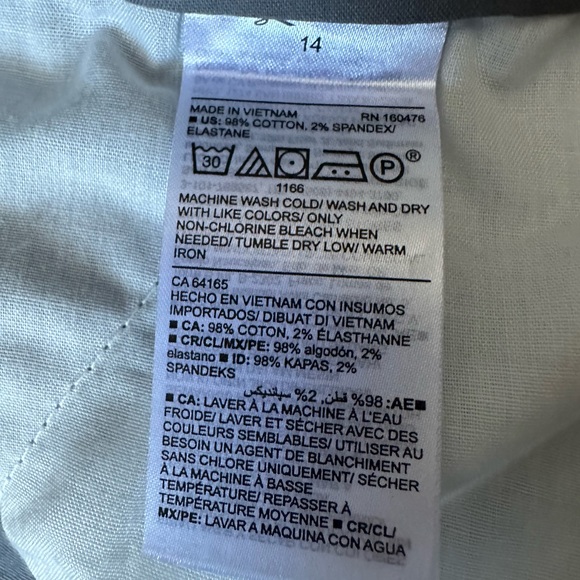 14
MADE IN VIETNAM RN 160476
■ US: 98% COTTON, 2% SPANDEX/
ELASTANE
30 P ®
1166
MACHINE WASH COLD/ WASH AND DRY
WITH LIKE COLORS/ ONLY
NON-CHLORINE BLEACH WHEN
NEEDED/ TUMBLE DRY LOW/ WARM
IRON
CA 64165
HECHO EN VIETNAM CON INSUMOS
IMPORTADOS/ DIBUAT DI VIETNAM
■ CA: 98% COTON, 2% ÉLASTHANNE
■ CR/CL/MX/PE: 98% algodón, 2%
elastano ■ ID: 98% KAPAS, 2%
SPANDEKS
■AE: 98% قطن, 2% سباندیکس
■ CA: LAVER À LA MACHINE À L'EAU
FROIDE/ LAVER ET SÉCHER AVEC DES
COULEURS SEMBLABLES/ UTILISER AU
BESOIN UN AGENT DE BLANCHIMENT
SANS CHLORE UNIQUEMENT/ SÉCHER
À LA MACHINE À BASSE
TEMPÉRATURE/ REPASSER À
TEMPÉRATURE MOYENNE ■ CR/CL/
MX/PE: LAVAR A MAQUINA CON AGUA